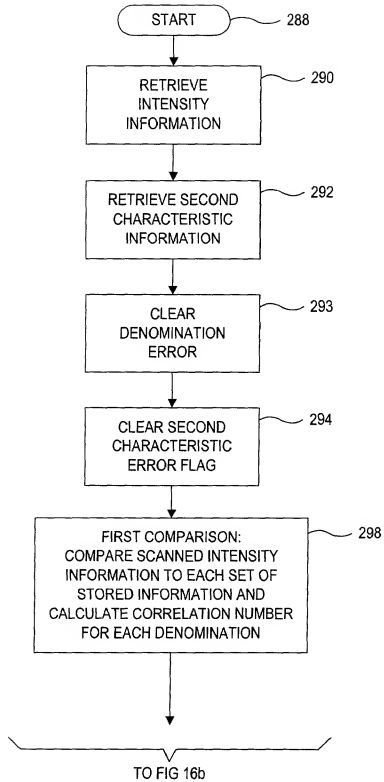 START
288
RETRIEVE
INTENSITY
INFORMATION
290
RETRIEVE SECOND
CHARACTERISTIC
INFORMATION
292
CLEAR
DENOMINATION
ERROR
293
CLEAR SECOND
CHARACTERISTIC
ERROR FLAG
294
FIRST COMPARISON:
COMPARE SCANNED INTENSITY
INFORMATION TO EACH SET OF
STORED INFORMATION AND
CALCULATE CORRELATION NUMBER
FOR EACH DENOMINATION
298
TO FIG 16b